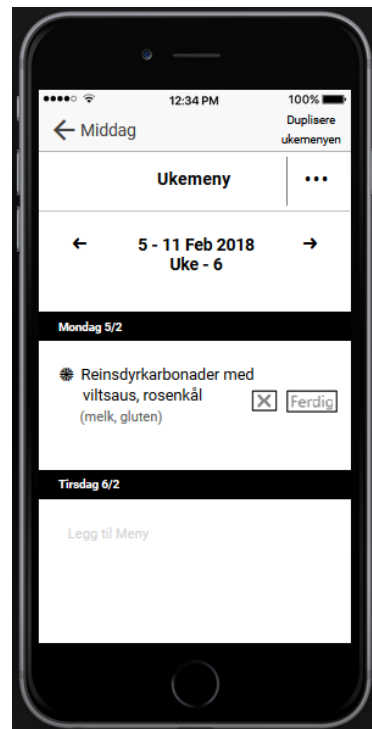 12:34 PM
100%
← Middag
Duplisere
ukemenyen
Ukemeny
•••
← 5 - 11 Feb 2018 →
Uke - 6
Mondag 5/2
Reinsdyrkarbonader med
viltsaus, rosenkål
(melk, gluten)
Ferdig
Tirsdag 6/2
Legg til Meny